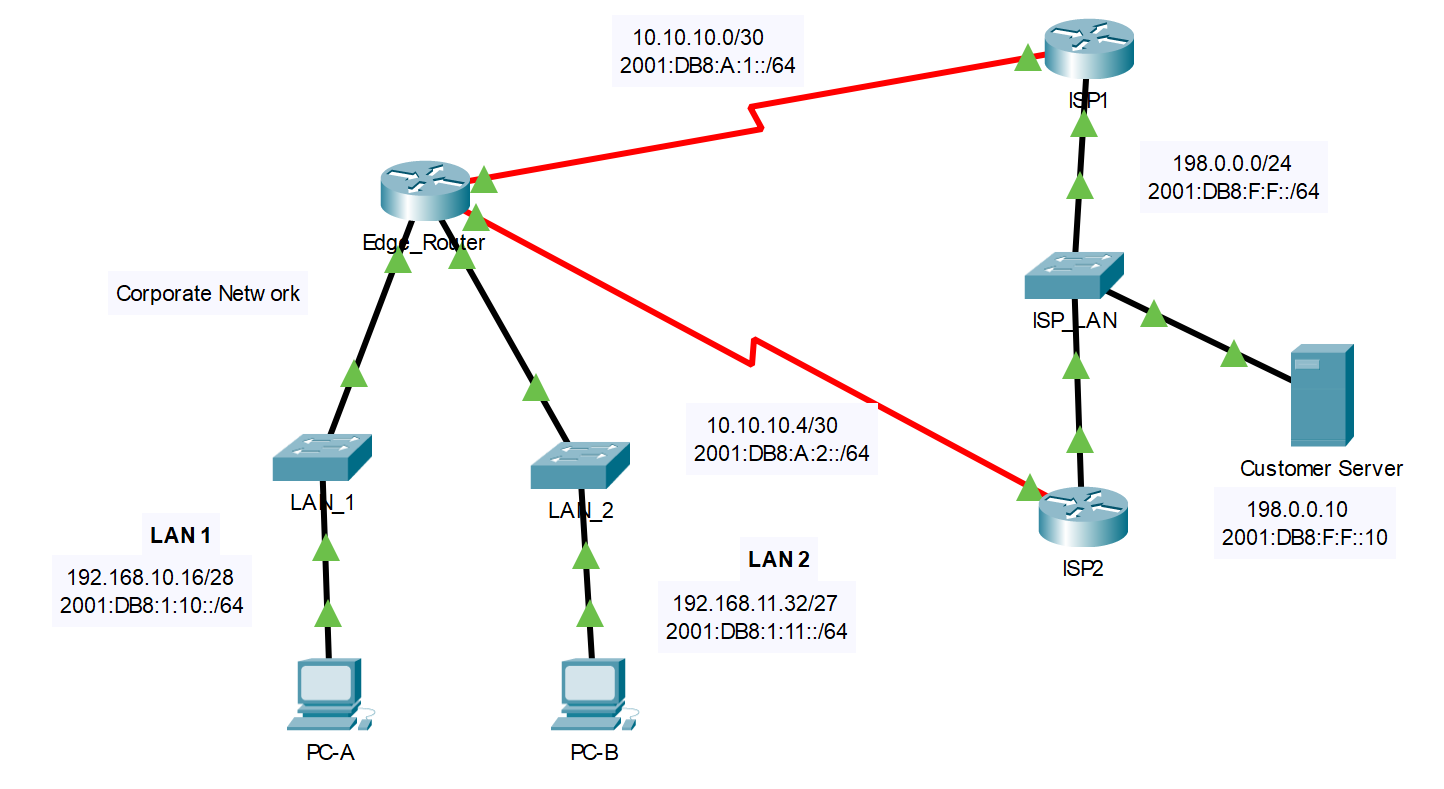 10.10.10.0/30
2001:DB8:A:1::/64
ISP1
198.0.0.0/24
2001:DB8:F:F::/64
Edge_Router
Corporate Network
ISP_LAN
10.10.10.4/30
2001:DB8:A:2::/64
Customer Server
198.0.0.10
2001:DB8:F:F::10
LAN_1
LAN_2
LAN 1
192.168.10.16/28
2001:DB8:1:10::/64
LAN 2
192.168.11.32/27
2001:DB8:1:11::/64
ISP2
PC-A
PC-B